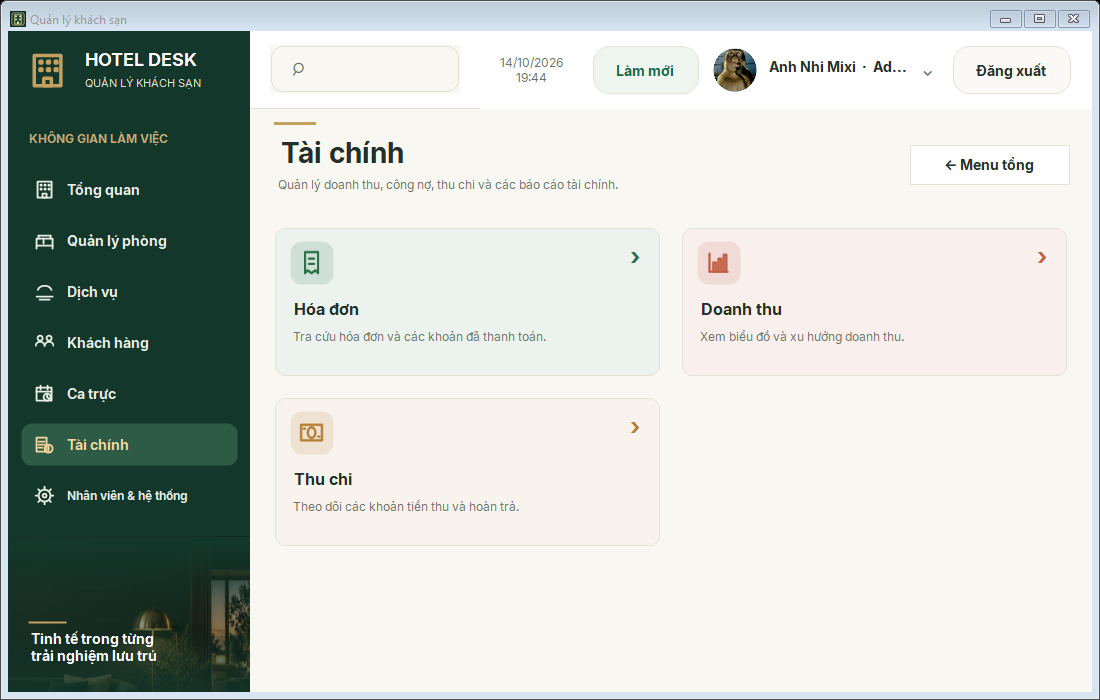 Quản lý khách sạn
HOTEL DESK
QUẢN LÝ KHÁCH SẠN
KHÔNG GIAN LÀM VIỆC
Tổng quan
Quản lý phòng
Dịch vụ
Khách hàng
Ca trực
Tài chính
Nhân viên & hệ thống
Tinh tế trong từng
trải nghiệm lưu trú
14/10/2026
19:44
Làm mới
Anh Nhi Mixi · Ad...
Đăng xuất
Tài chính
Quản lý doanh thu, công nợ, thu chi và các báo cáo tài chính.
← Menu tổng
Hóa đơn
Tra cứu hóa đơn và các khoản đã thanh toán.
Doanh thu
Xem biểu đồ và xu hướng doanh thu.
Thu chi
Theo dõi các khoản tiền thu và hoàn trả.